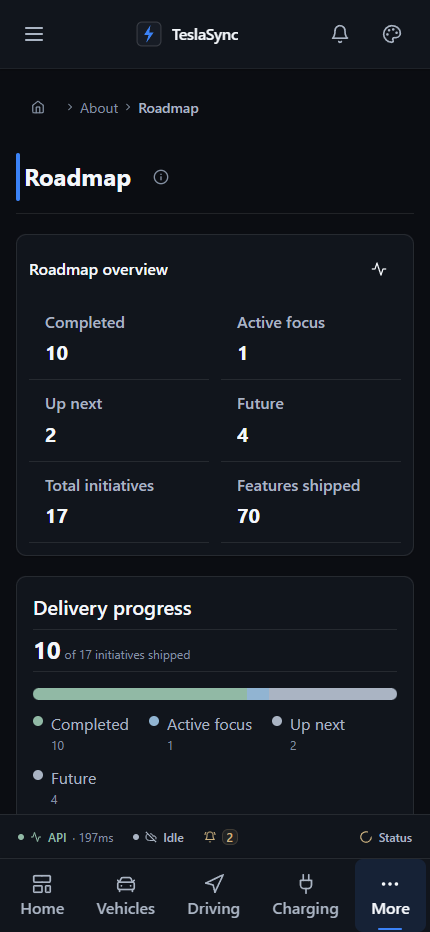 TeslaSync
About Roadmap
Roadmap
Roadmap overview
Completed Active focus
10 1
Up next Future
2 4
Total initiatives Features shipped
17 70
Delivery progress
10 of 17 initiatives shipped
Completed Active focus Up next
10 1 2
Future
4
API · 197ms Idle 2 Status
Home Vehicles Driving Charging More